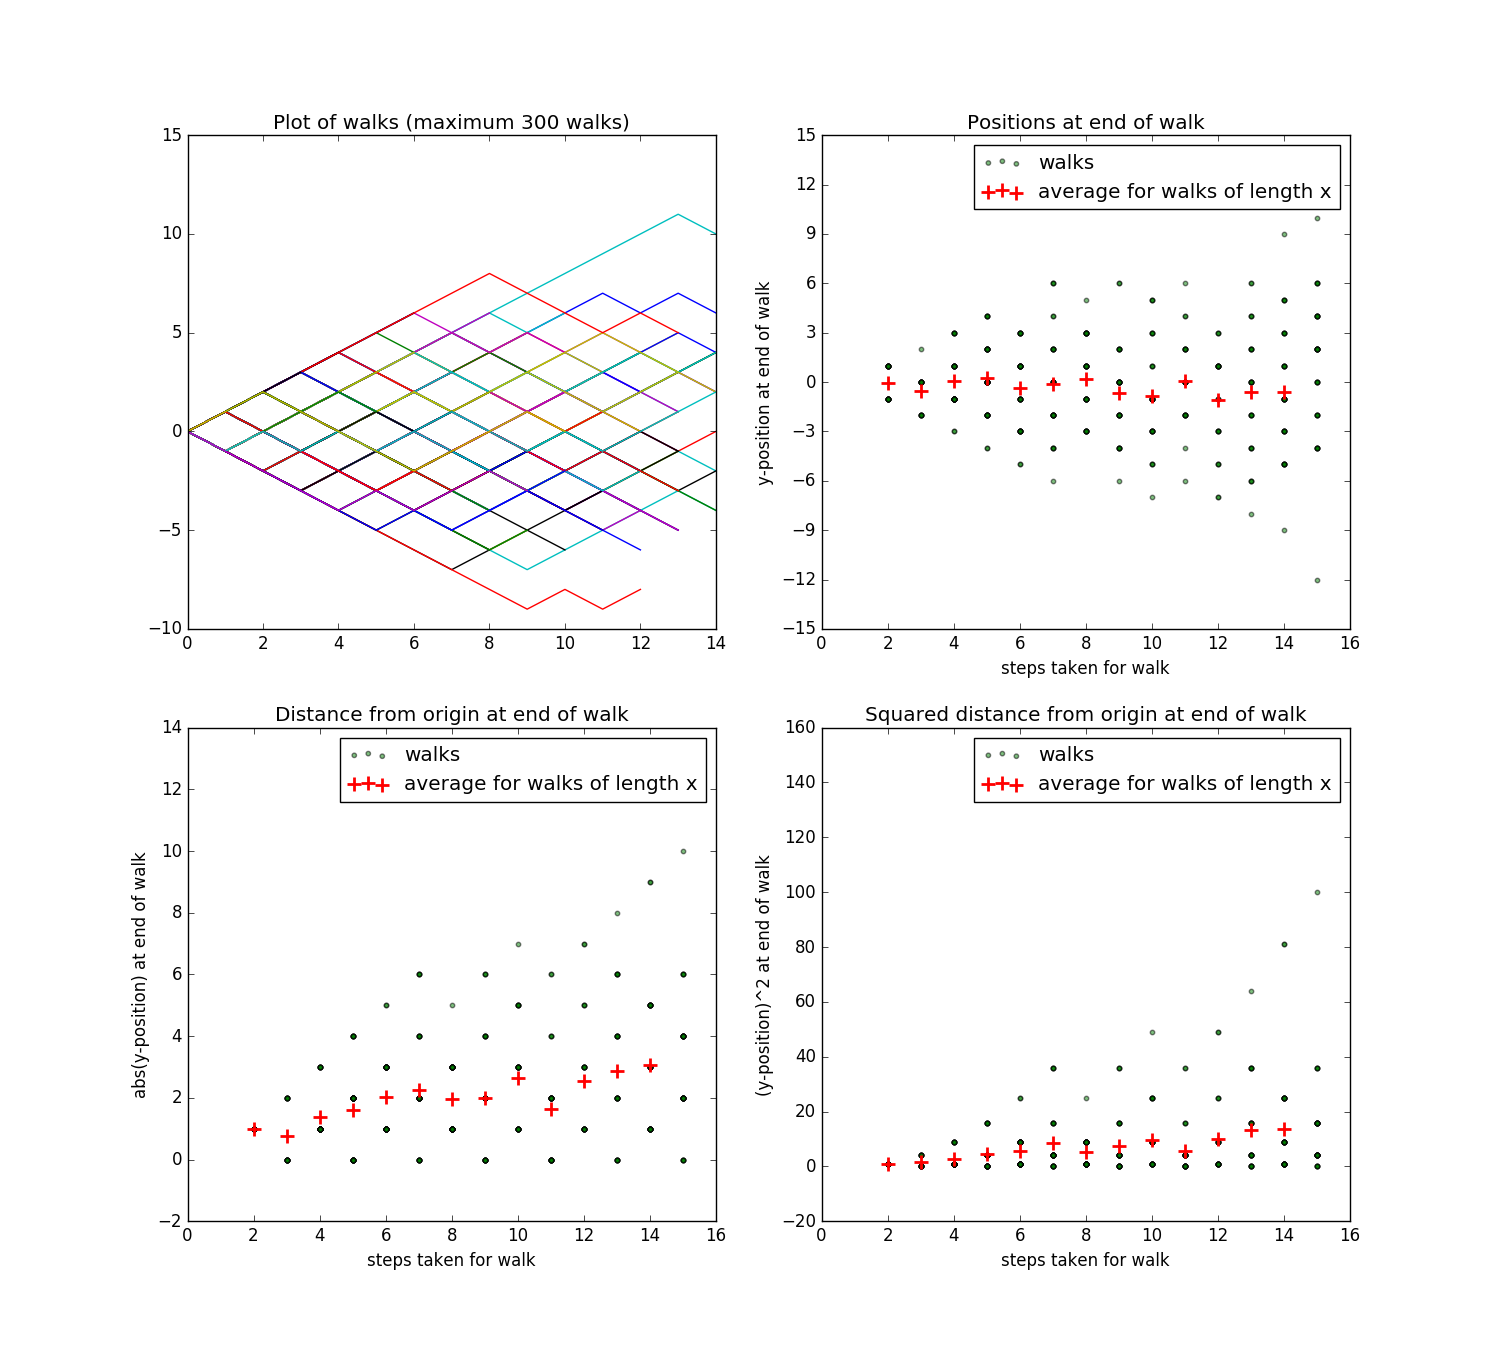 Plot of walks (maximum 300 walks)
15
10
5
0
−5
−10
0 2 4 6 8 10 12 14
Positions at end of walk
walks
average for walks of length x
y-position at end of walk
15
12
9
6
3
0
−3
−6
−9
−12
−15
0 2 4 6 8 10 12 14 16
steps taken for walk
Distance from origin at end of walk
walks
average for walks of length x
abs(y-position) at end of walk
14
12
10
8
6
4
2
0
−2
0 2 4 6 8 10 12 14 16
steps taken for walk
Squared distance from origin at end of walk
walks
average for walks of length x
(y-position)^2 at end of walk
160
140
120
100
80
60
40
20
0
−20
0 2 4 6 8 10 12 14 16
steps taken for walk